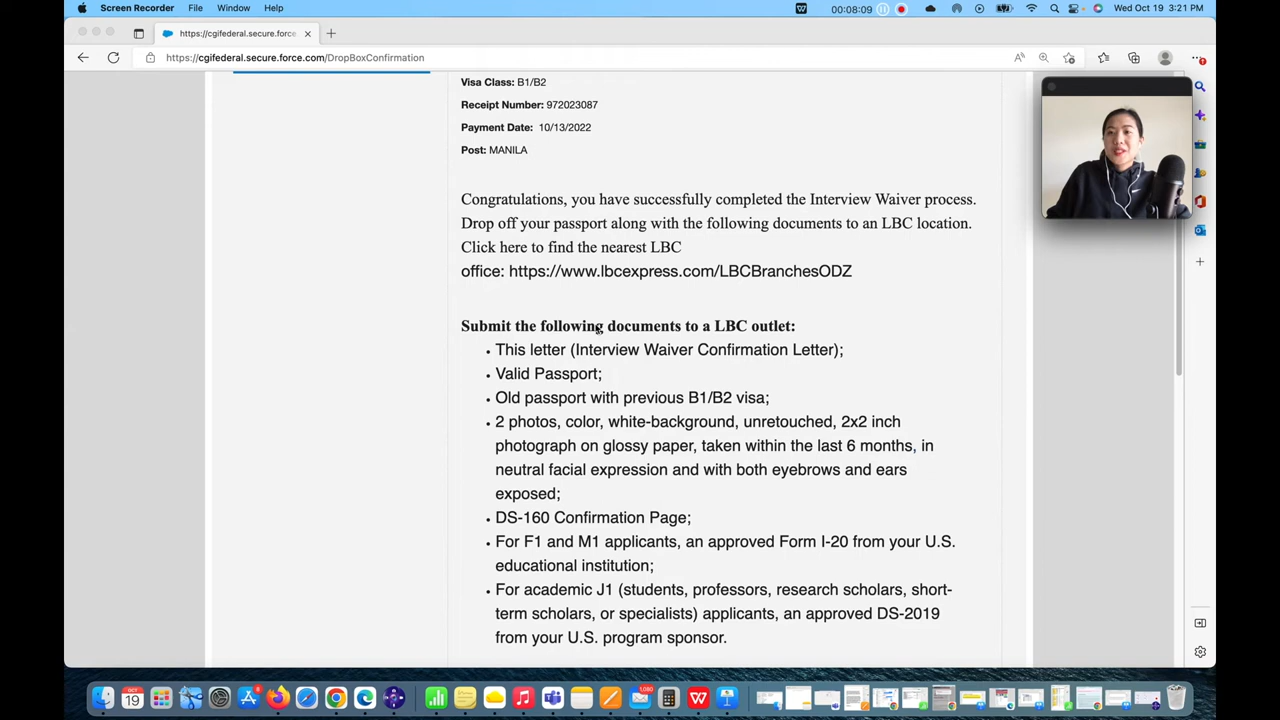 Screen Recorder File Window Help 00:08:09 Wed Oct 19 3:21 PM
https://cgifederal.secure.force.com
https://cgifederal.secure.force.com/DropBoxConfirmation
Visa Class: B1/B2
Receipt Number: 972023087
Payment Date: 10/13/2022
Post: MANILA
Congratulations, you have successfully completed the Interview Waiver process.
Drop off your passport along with the following documents to an LBC location.
Click here to find the nearest LBC
office: https://www.lbcexpress.com/LBCBranchesODZ
Submit the following documents to a LBC outlet:
• This letter (Interview Waiver Confirmation Letter);
• Valid Passport;
• Old passport with previous B1/B2 visa;
• 2 photos, color, white-background, unretouched, 2x2 inch
photograph on glossy paper, taken within the last 6 months, in
neutral facial expression and with both eyebrows and ears
exposed;
• DS-160 Confirmation Page;
• For F1 and M1 applicants, an approved Form I-20 from your U.S.
educational institution;
• For academic J1 (students, professors, research scholars, short-
term scholars, or specialists) applicants, an approved DS-2019
from your U.S. program sponsor.